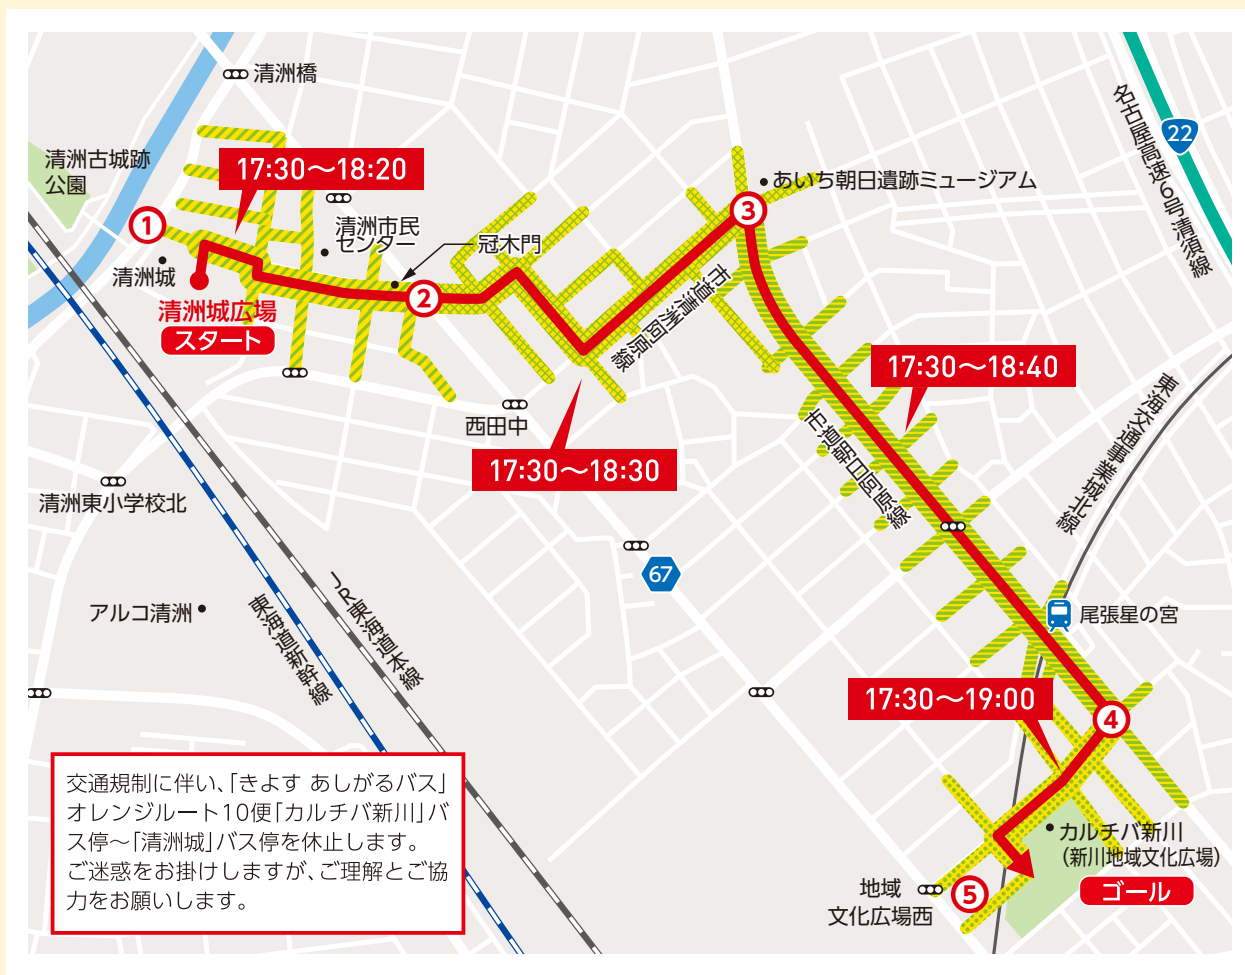 清洲橋
名古屋高速6号清須線
22
清洲古城跡
公園
17:30～18:20
あいち朝日遺跡ミュージアム
1
3
清洲市民
センター
冠木門
清洲城
2
清洲城広場
スタート
市道清洲阿原線
17:30～18:40
東海交通事業城北線
西田中
市道朝日阿原線
17:30～18:30
清洲東小学校北
67
JR東海道本線
東海道新幹線
アルコ清洲
尾張星の宮
17:30～19:00
4
交通規制に伴い、「きよす あしがるバス」
オレンジルート10便「カルチバ新川」バ
ス停～「清洲城」バス停を休止します。
ご迷惑をお掛けしますが、ご理解とご協
力をお願いします。
カルチバ新川
（新川地域文化広場）
ゴール
地域
文化広場西
5